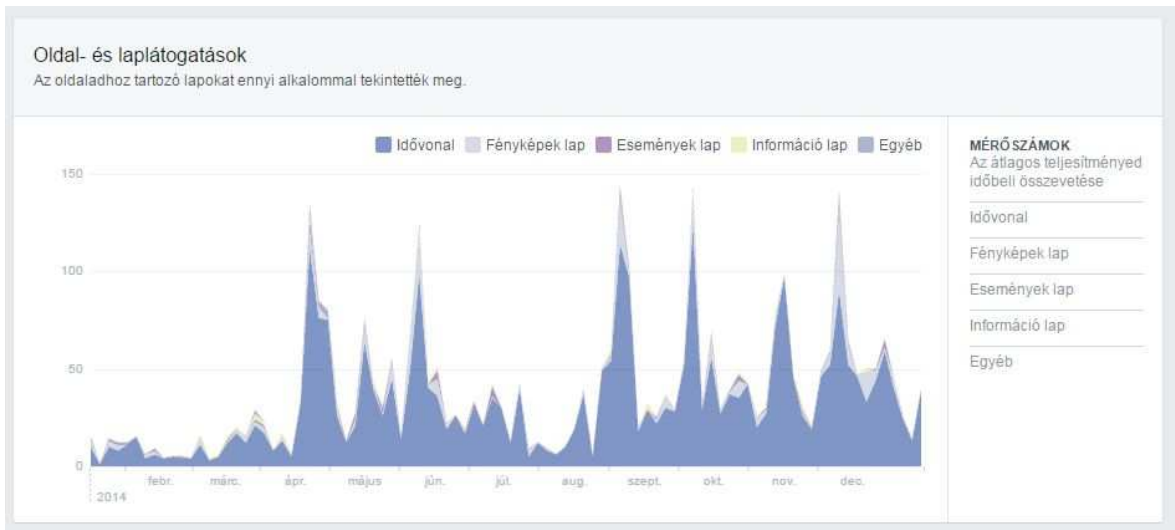 Oldal- és laplátogatások
Az oldaladhoz tartozó lapokat ennyi alkalommal tekintették meg.
Idővonal Fényképek lap Események lap Információ lap Egyéb
150
100
50
0
febr. márc. ápr. május jún. júl. aug. szept. okt. nov. dec.
2014
MÉRŐSZÁMOK
Az átlagos teljesítményed
időbeli összevetése
Idővonal
Fényképek lap
Események lap
Információ lap
Egyéb